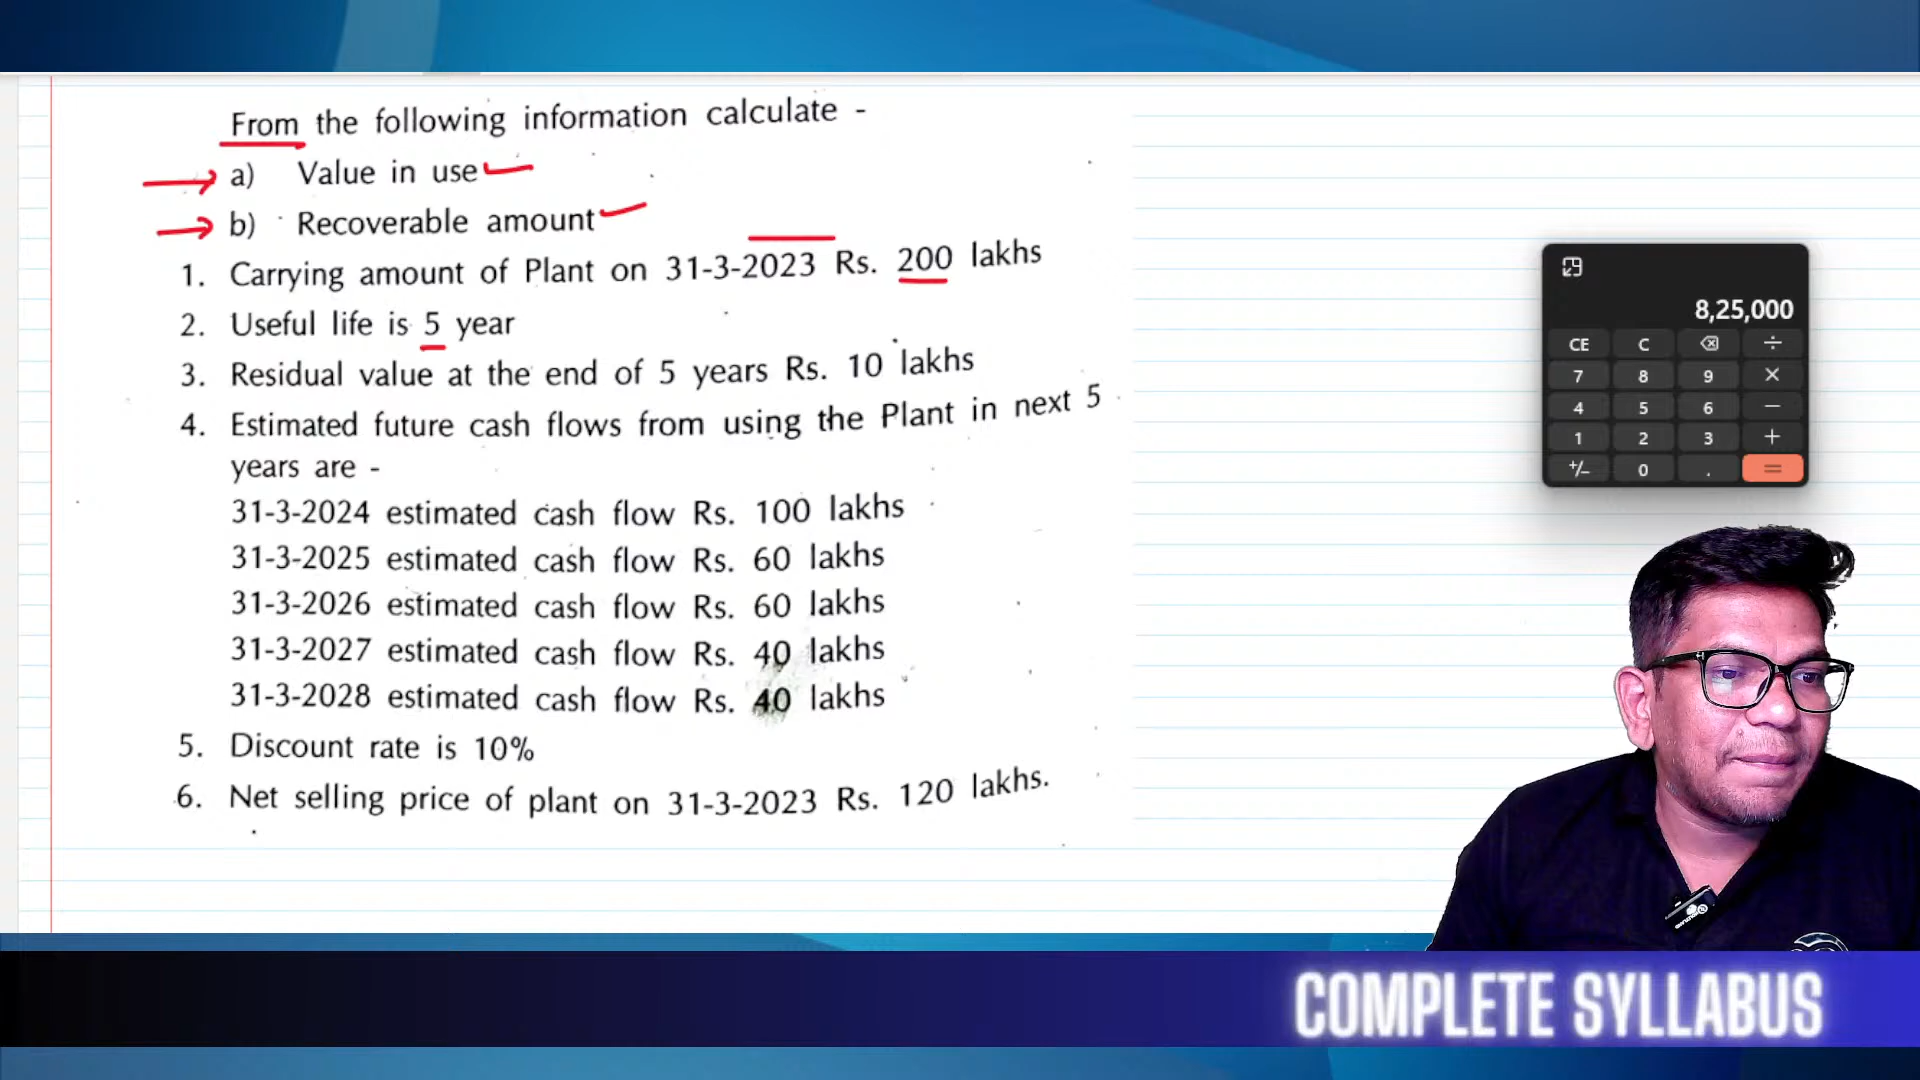 From the following information calculate -
a) Value in use
b) Recoverable amount
1. Carrying amount of Plant on 31-3-2023 Rs. 200 lakhs
2. Useful life is 5 year
3. Residual value at the end of 5 years Rs. 10 lakhs
4. Estimated future cash flows from using the Plant in next 5
years are -
31-3-2024 estimated cash flow Rs. 100 lakhs
31-3-2025 estimated cash flow Rs. 60 lakhs
31-3-2026 estimated cash flow Rs. 60 lakhs
31-3-2027 estimated cash flow Rs. 40 lakhs
31-3-2028 estimated cash flow Rs. 40 lakhs
5. Discount rate is 10%
6. Net selling price of plant on 31-3-2023 Rs. 120 lakhs.
8,25,000
CE C ⌫ ÷
7 8 9 ×
4 5 6 −
1 2 3 +
+/− 0 . =
COMPLETE SYLLABUS